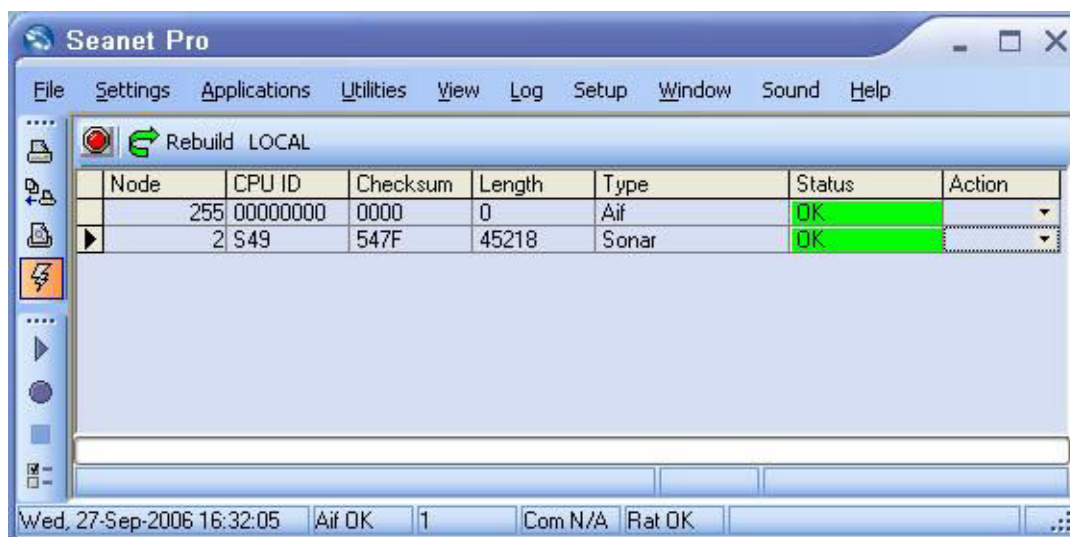 Seanet Pro
File Settings Applications Utilities View Log Setup Window Sound Help
Rebuild LOCAL
Node CPU ID Checksum Length Type Status Action
255 00000000 0000 0 Aif OK
2 S49 547F 45218 Sonar OK
Wed, 27-Sep-2006 16:32:05 Aif OK 1 Com N/A Rat OK